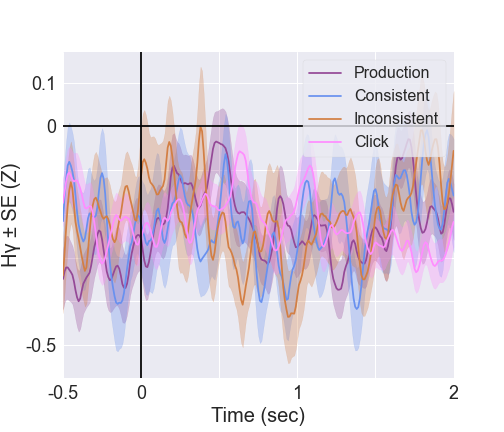 Production
Consistent
Inconsistent
Click
0.1
0
-0.5
Hγ ± SE (Z)
-0.5
0
1
2
Time (sec)